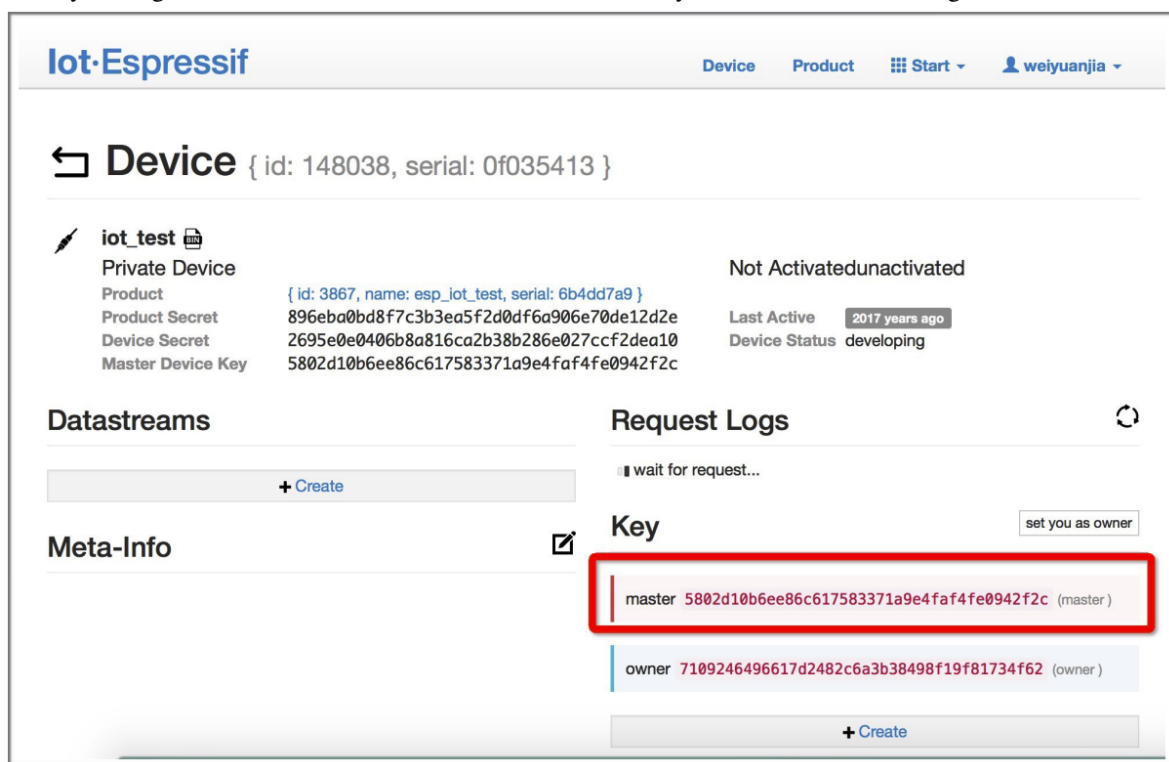 Iot·Espressif
Device Product Start weiyuanjia
Device { id: 148038, serial: 0f035413 }
iot_test BIN
Private Device
Product { id: 3867, name: esp_iot_test, serial: 6b4dd7a9 }
Product Secret 896eba0bd8f7c3b3ea5f2d0df6a906e70de12d2e
Device Secret 2695e0e0406b8a816ca2b38b286e027ccf2dea10
Master Device Key 5802d10b6ee86c617583371a9e4faf4fe0942f2c
Not Activatedunactivated
Last Active 2017 years ago
Device Status developing
Datastreams
+ Create
Meta-Info
Request Logs
wait for request...
Key
set you as owner
master 5802d10b6ee86c617583371a9e4faf4fe0942f2c (master )
owner 7109246496617d2482c6a3b38498f19f81734f62 (owner )
+ Create